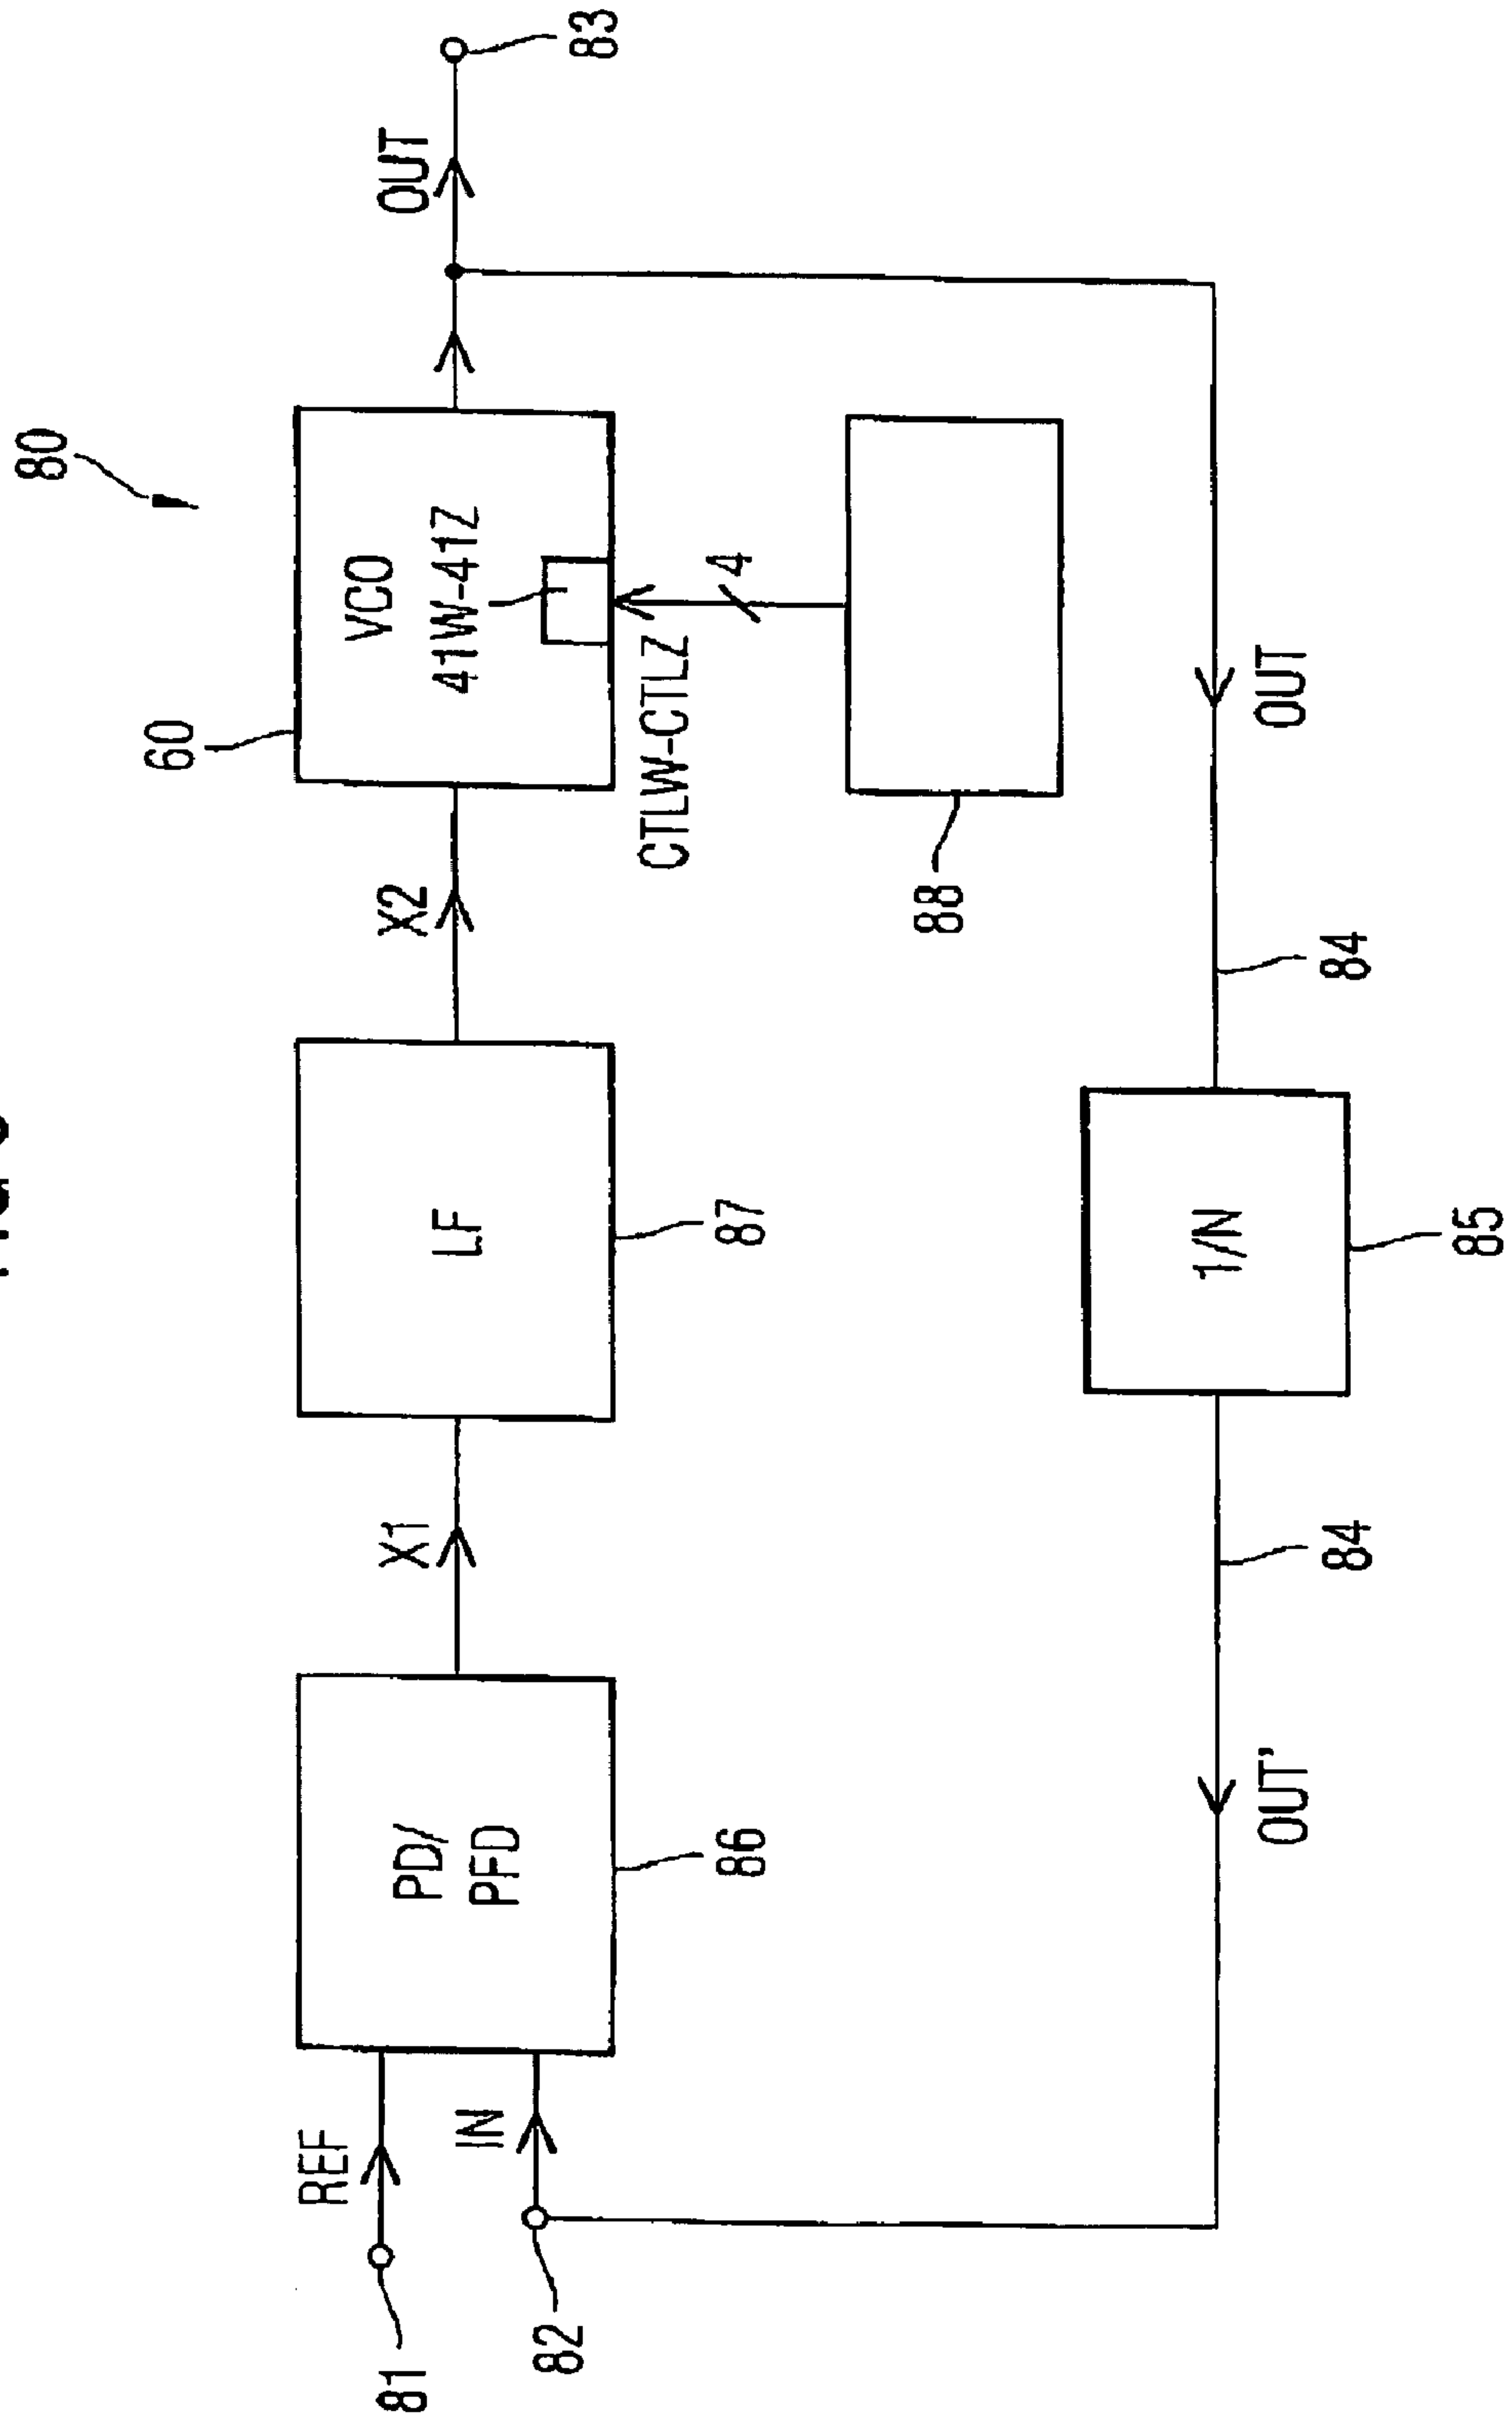 80
60
VCO
41W-41Z
OUT
83
X2
CTLW-CTLZ
4
88
LF
87
X1
PD/
PFD
86
REF
IN
81
82
OUT
84
1/N
85
84
OUT'